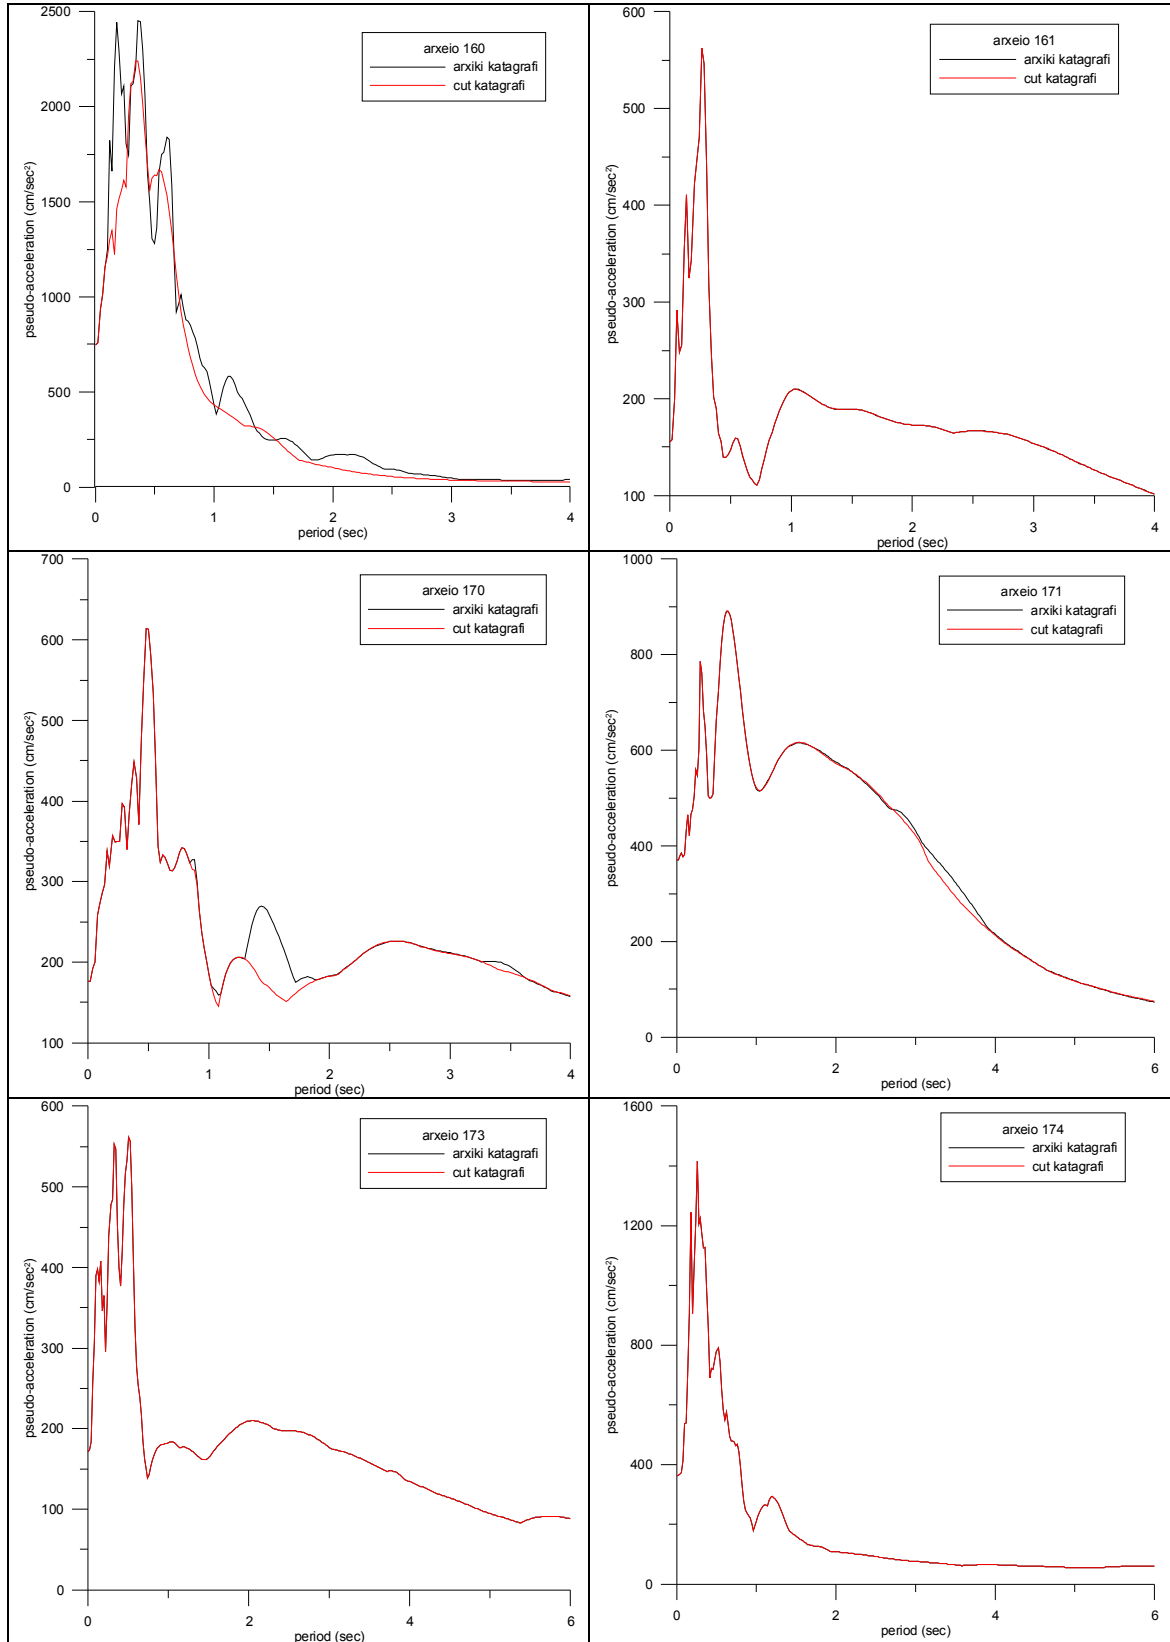 2500
2000
1500
1000
500
0
pseudo-acceleration (cm/sec²)
0 1 2 3 4
period (sec)
arxeio 160
arxiki katagrafi
cut katagrafi
600
500
400
300
200
100
pseudo-acceleration (cm/sec²)
0 1 2 3 4
period (sec)
arxeio 161
arxiki katagrafi
cut katagrafi
700
600
500
400
300
200
100
pseudo-acceleration (cm/sec²)
0 1 2 3 4
period (sec)
arxeio 170
arxiki katagrafi
cut katagrafi
1000
800
600
400
200
0
pseudo-acceleration (cm/sec²)
0 2 4 6
period (sec)
arxeio 171
arxiki katagrafi
cut katagrafi
600
500
400
300
200
100
0
pseudo-acceleration (cm/sec²)
0 2 4 6
period (sec)
arxeio 173
arxiki katagrafi
cut katagrafi
1600
1200
800
400
0
pseudo-acceleration (cm/sec²)
0 2 4 6
period (sec)
arxeio 174
arxiki katagrafi
cut katagrafi